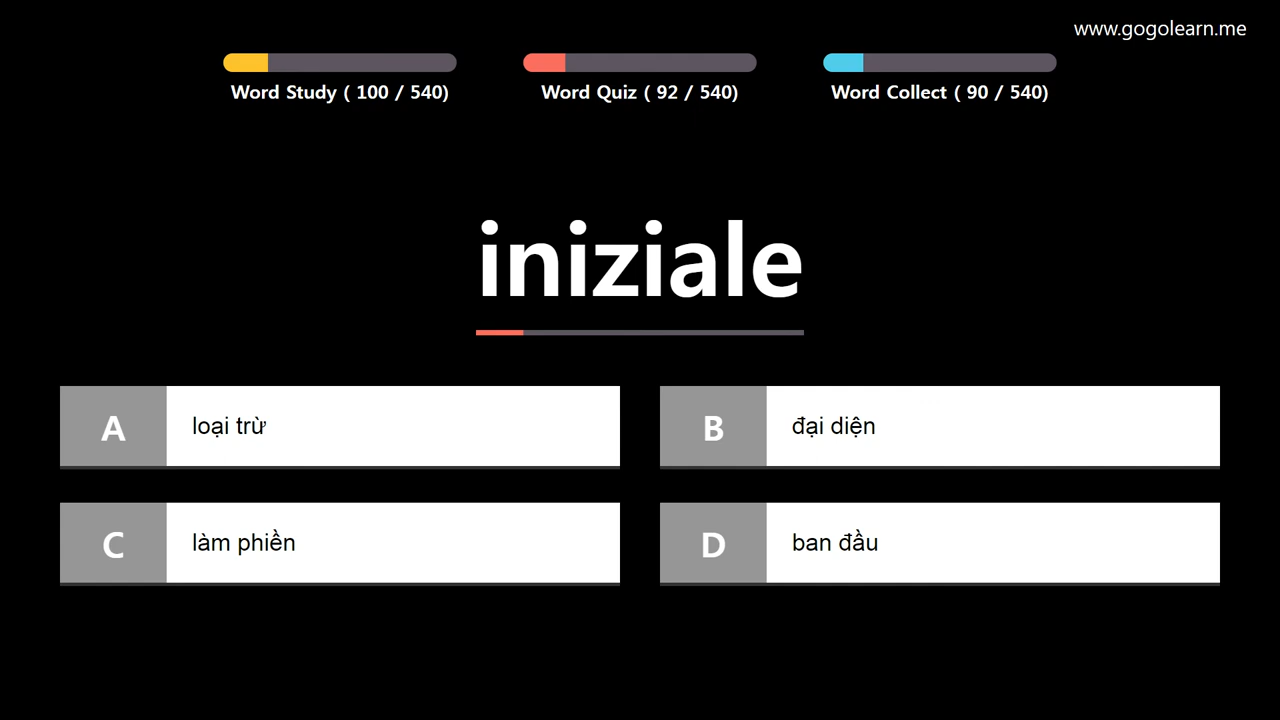 www.gogolearn.me
Word Study ( 100 / 540)
Word Quiz ( 92 / 540)
Word Collect ( 90 / 540)
iniziale
A
loại trừ
B
đại diện
C
làm phiền
D
ban đầu